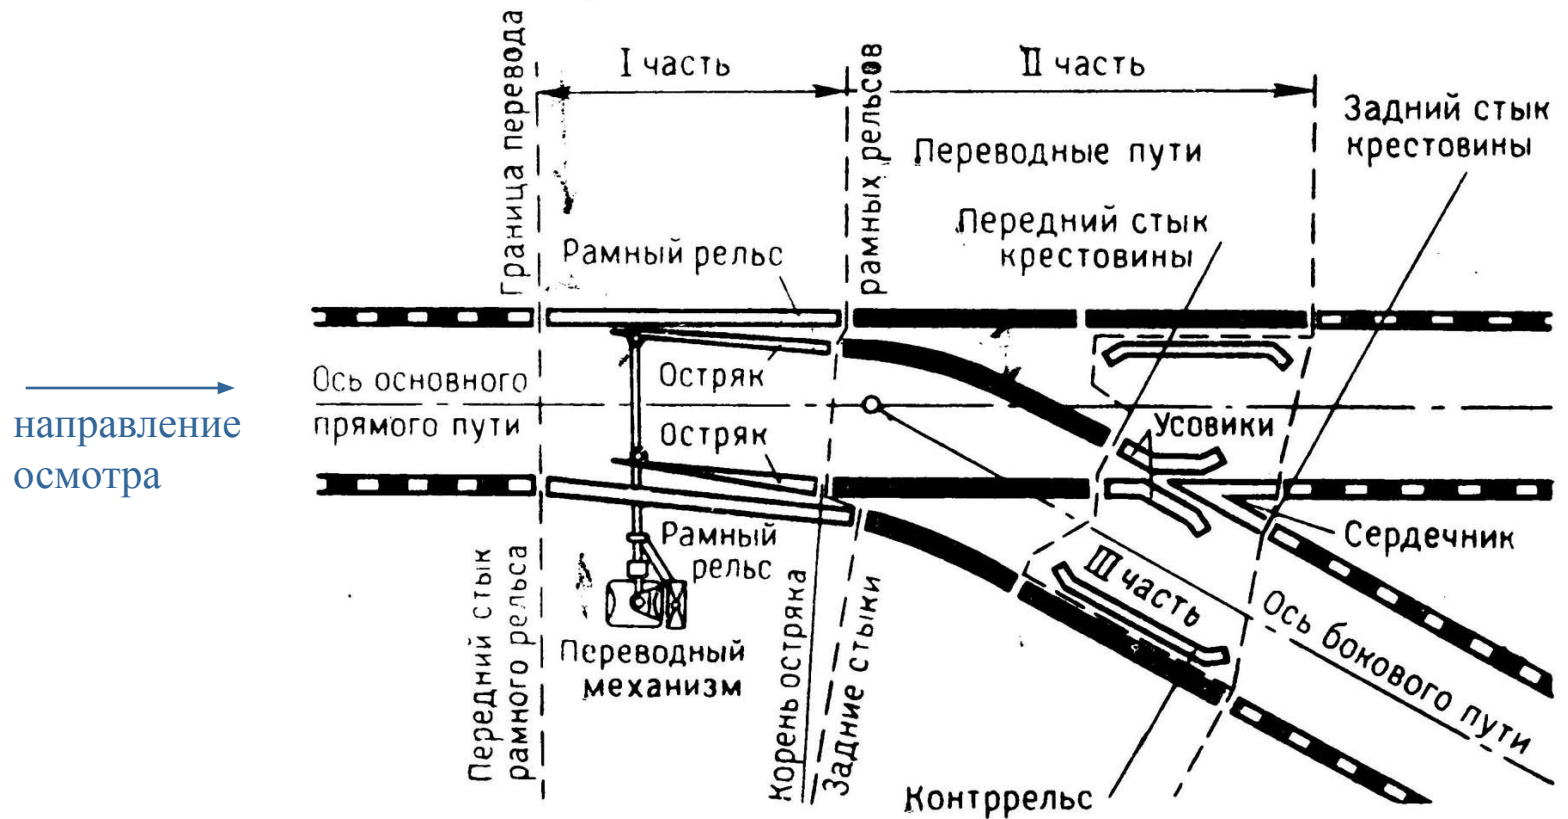 Граница перевода
I часть
рамных рельсов
II часть
Задний стык
крестовины
Переводные пути
Передний стык
крестовины
Рамный рельс
Ось основного
прямого пути
Остряк
Остряк
Усовики
направление
осмотра
Сердечник
Рамный
рельс
III часть
Ось бокового пути
Передний стык
рамного рельса
Переводный
механизм
Корень остряка
Задние стыки
Контррельс